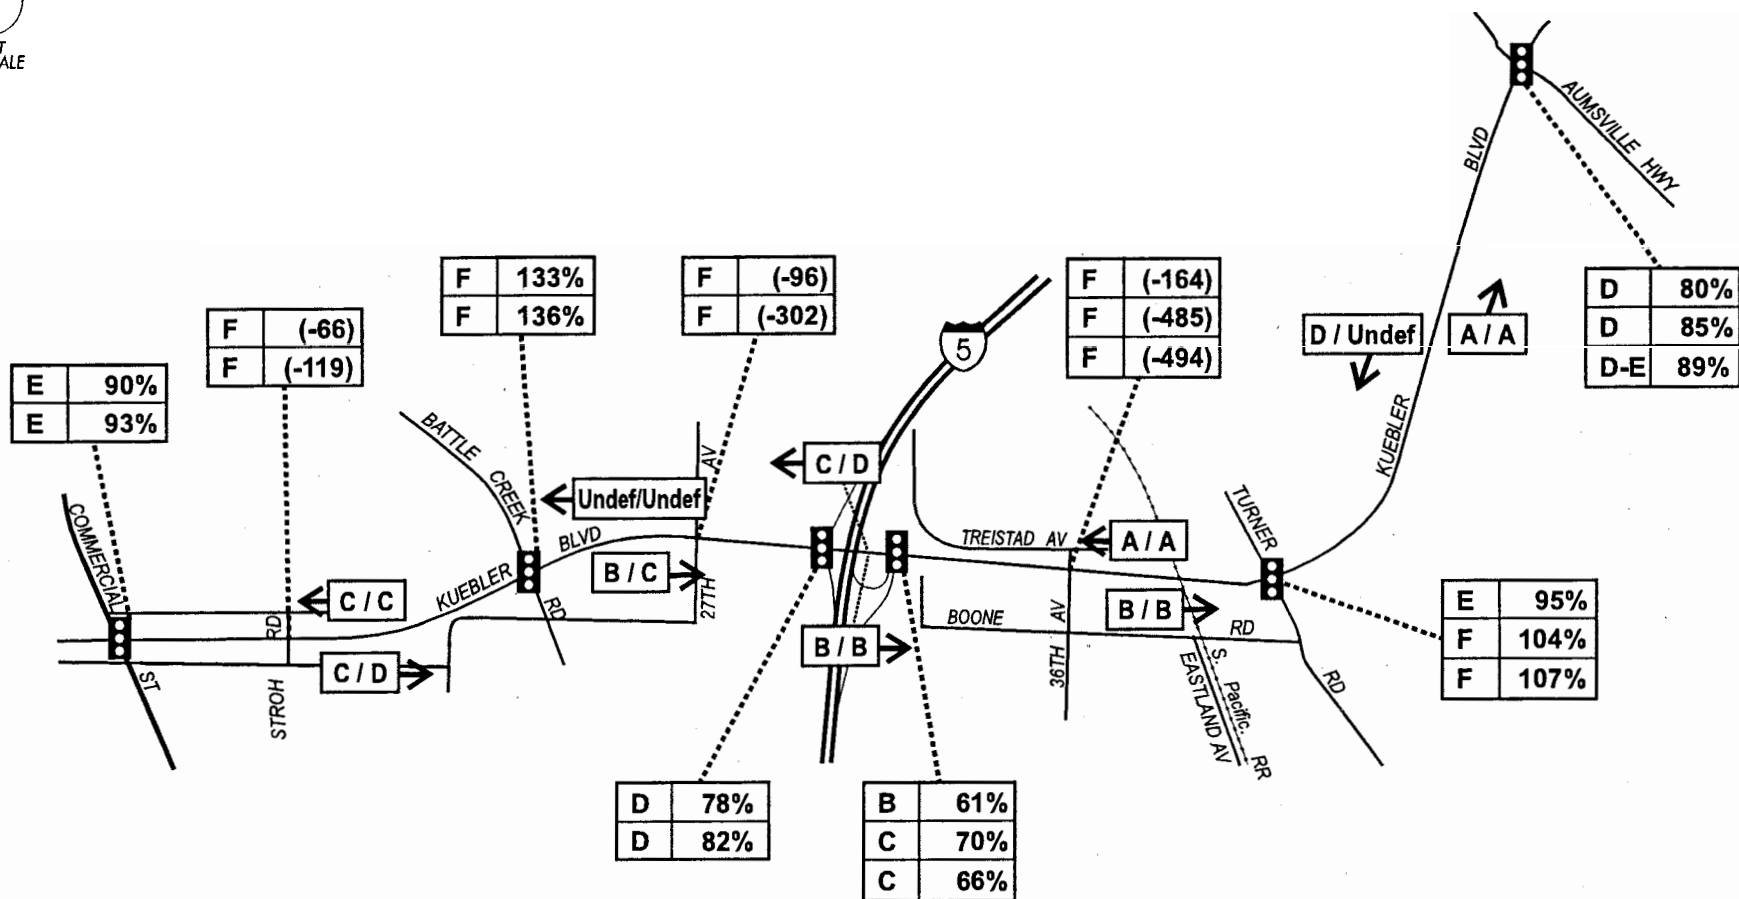 T
ALE
AUMSVILLE HWY
BLVD
KUEBLER
D 80%
D 85%
D-E 89%
D / Undef
A / A
F (-164)
F (-485)
F (-494)
5
F (-96)
F (-302)
F 133%
F 136%
F (-66)
F (-119)
E 90%
E 93%
BATTLE CREEK RD
AV
27TH
C / D
Undef/Undef
BLVD
KUEBLER
B / C
COMMERCIAL ST
C / C
RD
STROH
C / D
TREISTAD AV
A / A
TURNER RD
B / B
BOONE RD
AV
36TH
B / B
S. Pacific. RR
EASTLAND AV
E 95%
F 104%
F 107%
D 78%
D 82%
B 61%
C 70%
C 66%